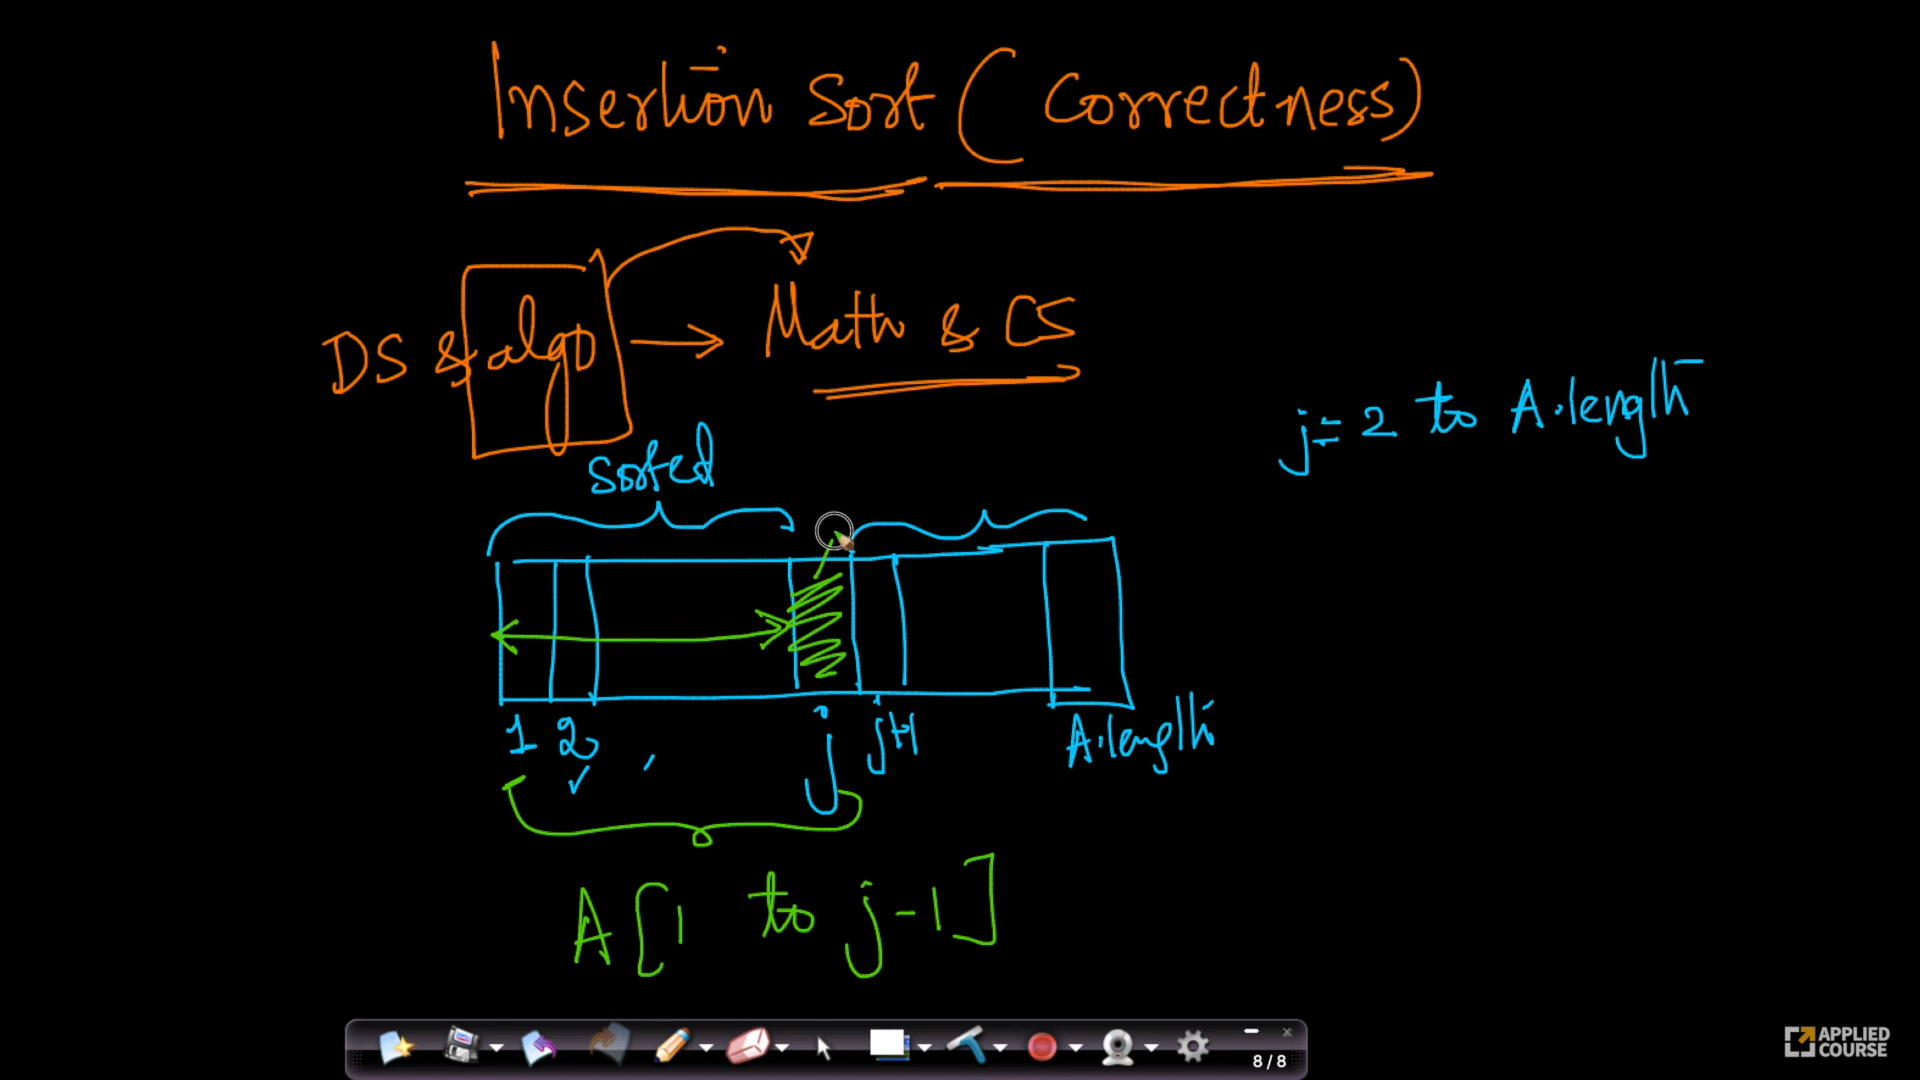 Insertion Sort (Correctness)
DS & algo → Math & CS
j = 2 to A.length
Sorted
1 2 j j+1 A.length
A[1 to j-1]
8/8
APPLIED
COURSE